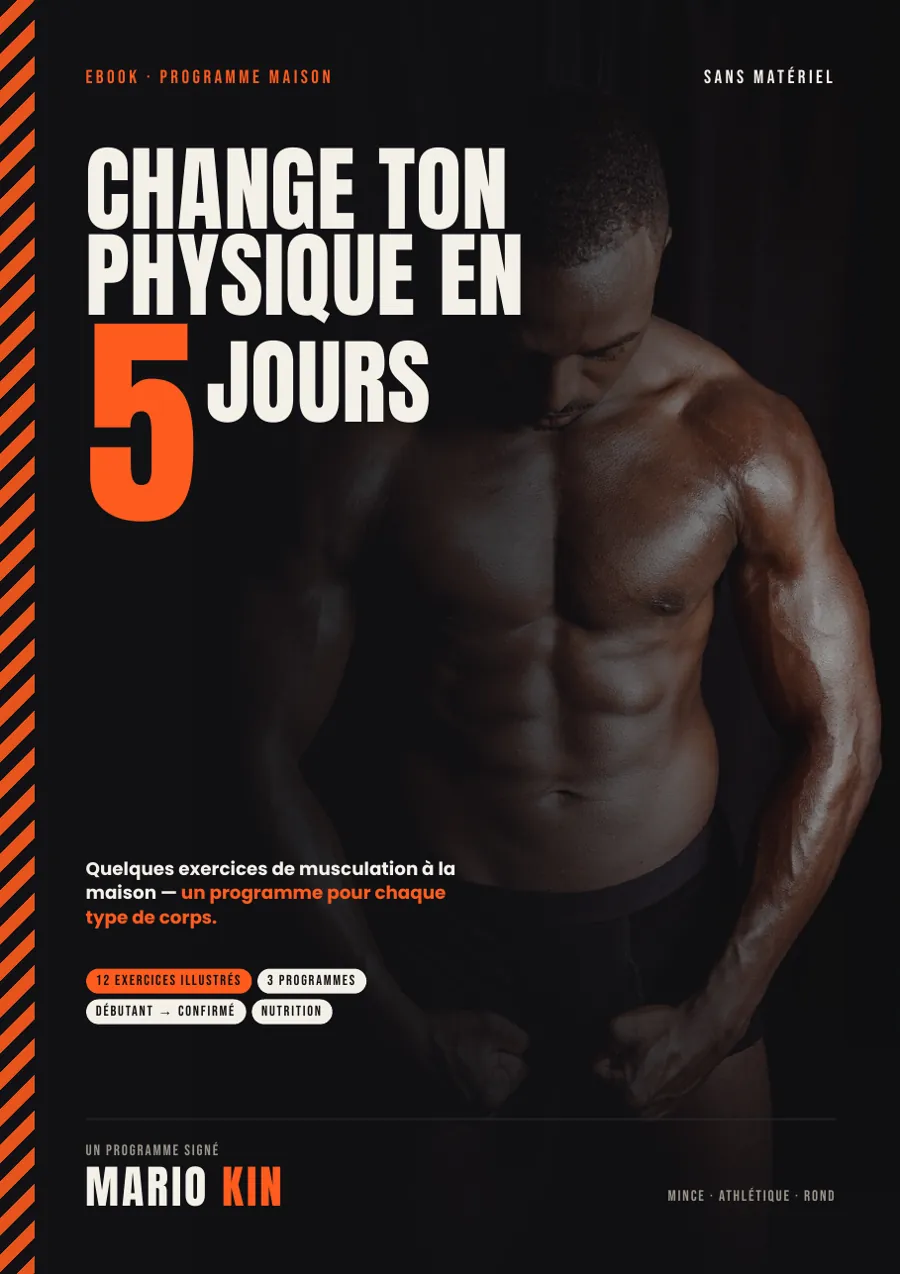 EBOOK · PROGRAMME MAISON
SANS MATÉRIEL
CHANGE TON
PHYSIQUE EN
5 JOURS
Quelques exercices de musculation à la
maison — un programme pour chaque
type de corps.
12 EXERCICES ILLUSTRÉS
3 PROGRAMMES
DÉBUTANT → CONFIRMÉ
NUTRITION
UN PROGRAMME SIGNÉ
MARIO KIN
MINCE · ATHLÉTIQUE · ROND